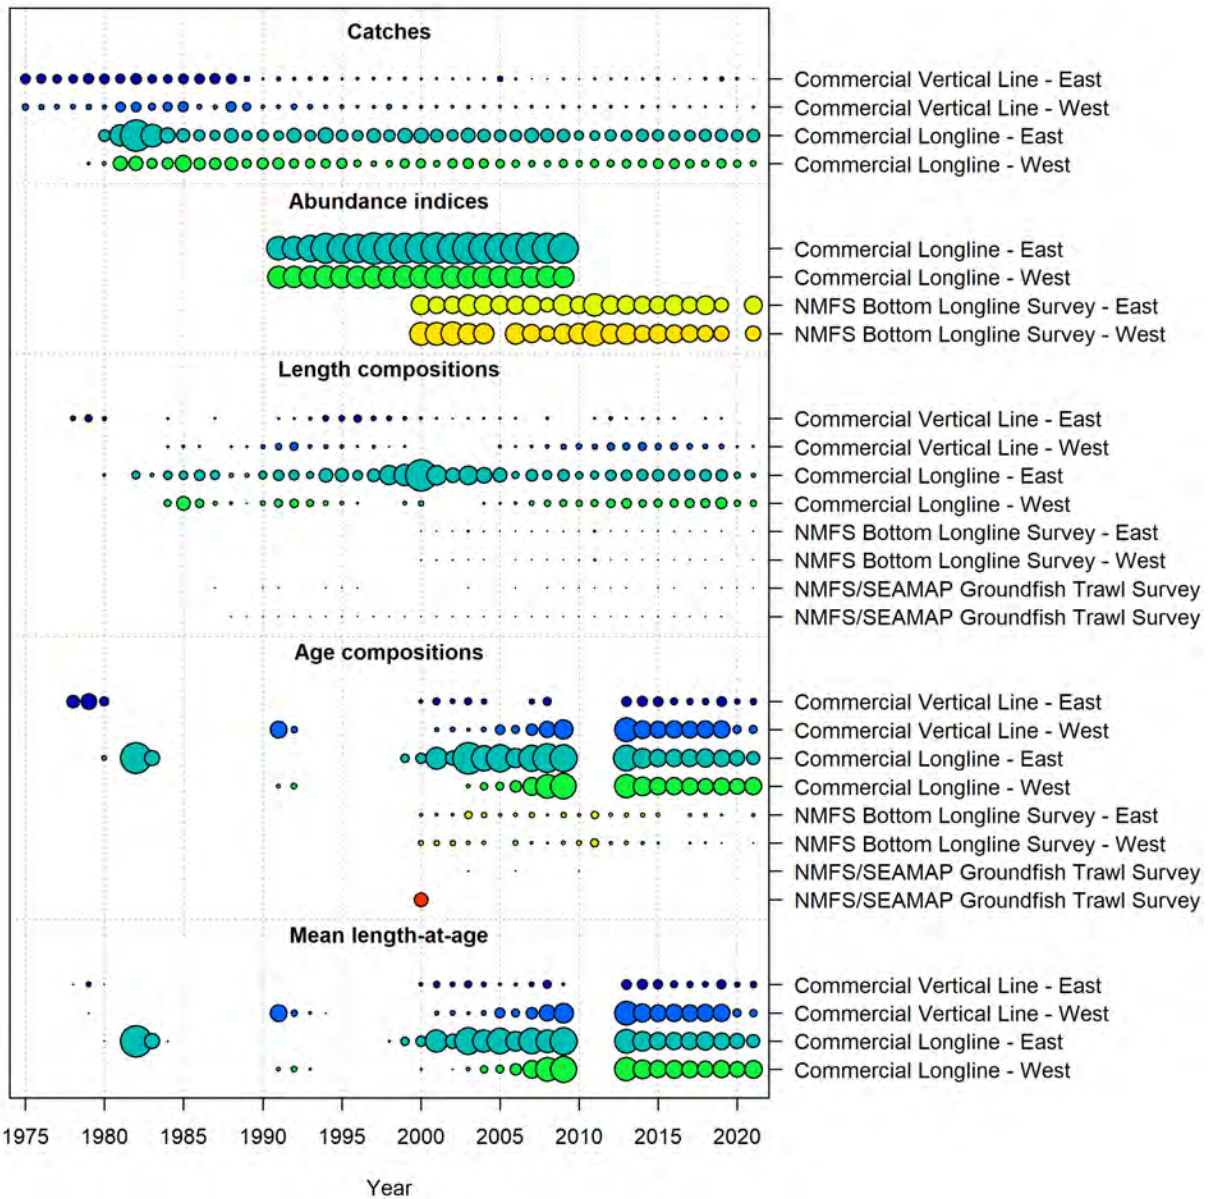 Catches
Commercial Vertical Line - East
Commercial Vertical Line - West
Commercial Longline - East
Commercial Longline - West
Abundance indices
Commercial Longline - East
Commercial Longline - West
NMFS Bottom Longline Survey - East
NMFS Bottom Longline Survey - West
Length compositions
Commercial Vertical Line - East
Commercial Vertical Line - West
Commercial Longline - East
Commercial Longline - West
NMFS Bottom Longline Survey - East
NMFS Bottom Longline Survey - West
NMFS/SEAMAP Groundfish Trawl Survey
NMFS/SEAMAP Groundfish Trawl Survey
Age compositions
Commercial Vertical Line - East
Commercial Vertical Line - West
Commercial Longline - East
Commercial Longline - West
NMFS Bottom Longline Survey - East
NMFS Bottom Longline Survey - West
NMFS/SEAMAP Groundfish Trawl Survey
NMFS/SEAMAP Groundfish Trawl Survey
Mean length-at-age
Commercial Vertical Line - East
Commercial Vertical Line - West
Commercial Longline - East
Commercial Longline - West
1975 1980 1985 1990 1995 2000 2005 2010 2015 2020
Year